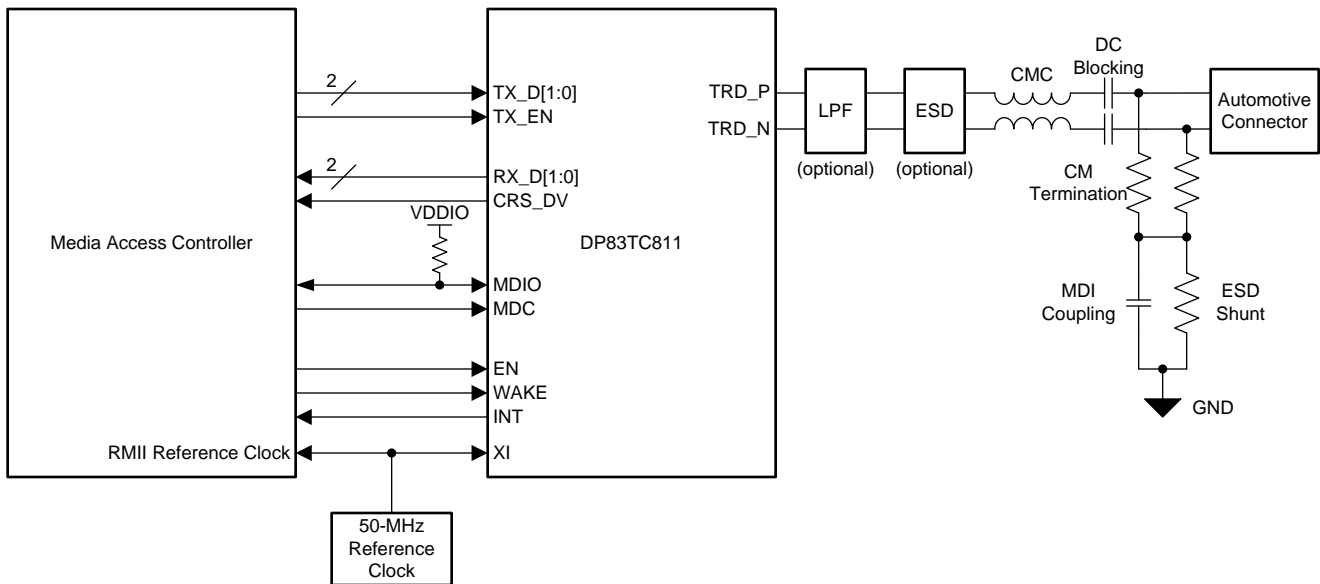 Media Access Controller
RMII Reference Clock
2
2
VDDIO
50-MHz
Reference
Clock
TX_D[1:0]
TX_EN
RX_D[1:0]
CRS_DV
MDIO
MDC
EN
WAKE
INT
XI
DP83TC811
TRD_P
TRD_N
LPF
(optional)
ESD
(optional)
CMC
DC
Blocking
Automotive
Connector
CM
Termination
MDI
Coupling
ESD
Shunt
GND